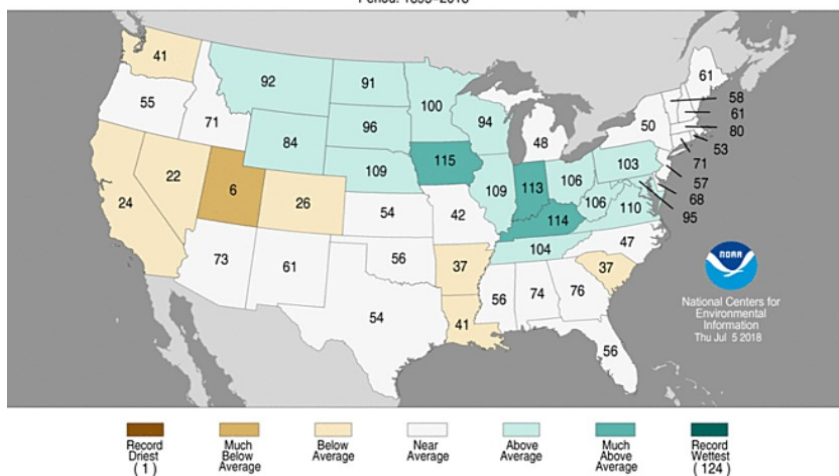 Period: 1895–2018
41
92
91
100
61
55
71
84
96
94
48
50
58
61
80
53
71
57
68
95
22
24
6
26
109
115
109
113
106
103
106
110
54
42
114
104
47
73
61
56
37
37
54
41
56
74
76
56
NOAA
National Centers for
Environmental
Information
Thu Jul 5 2018
Record
Driest
(1)
Much
Below
Average
Below
Average
Near
Average
Above
Average
Much
Above
Average
Record
Wettest
(124)